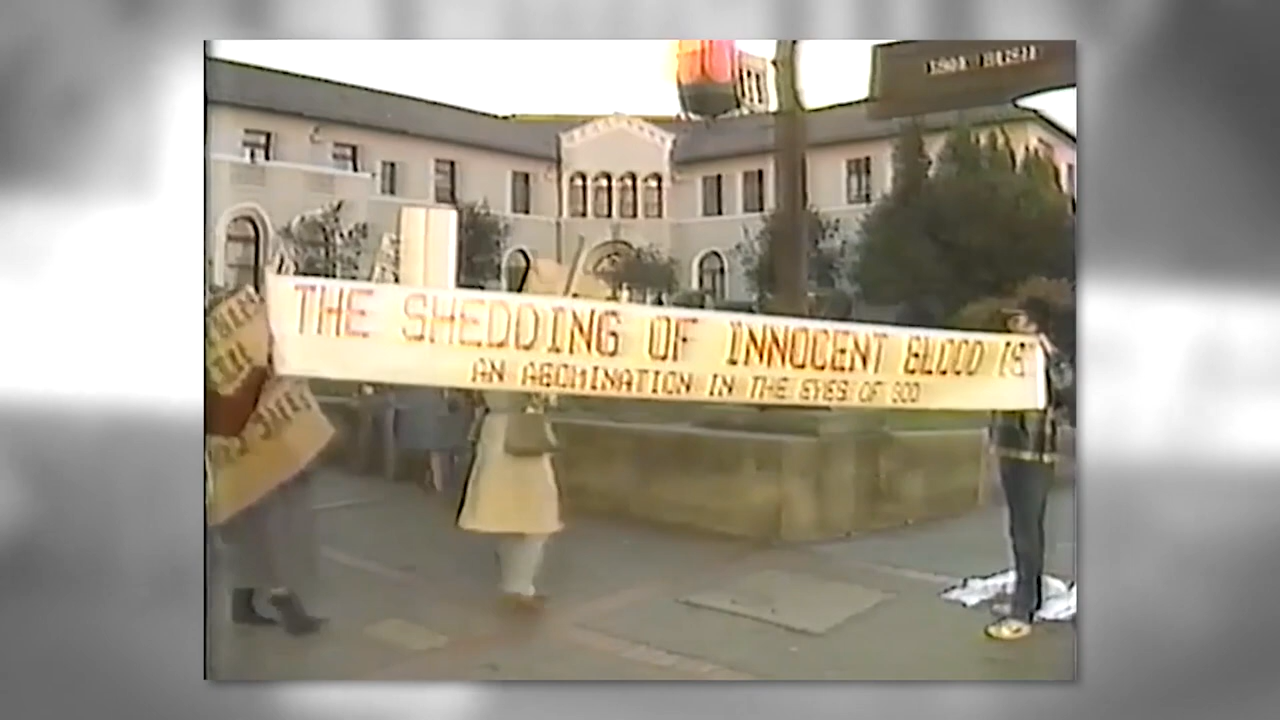 1801 BUSH
THE SHEDDING OF INNOCENT BLOOD IS
AN ABOMINATION IN THE EYES OF GOD